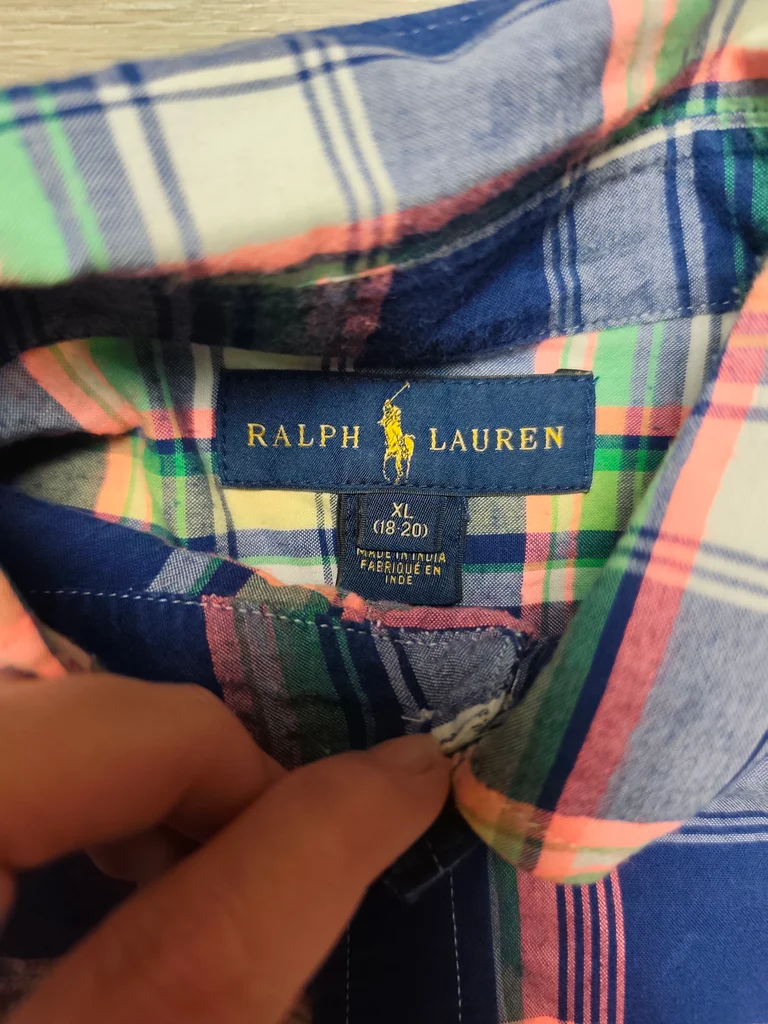 RALPH LAUREN
XL
(18-20)
MADE IN INDIA
FABRIQUÉ EN
INDE